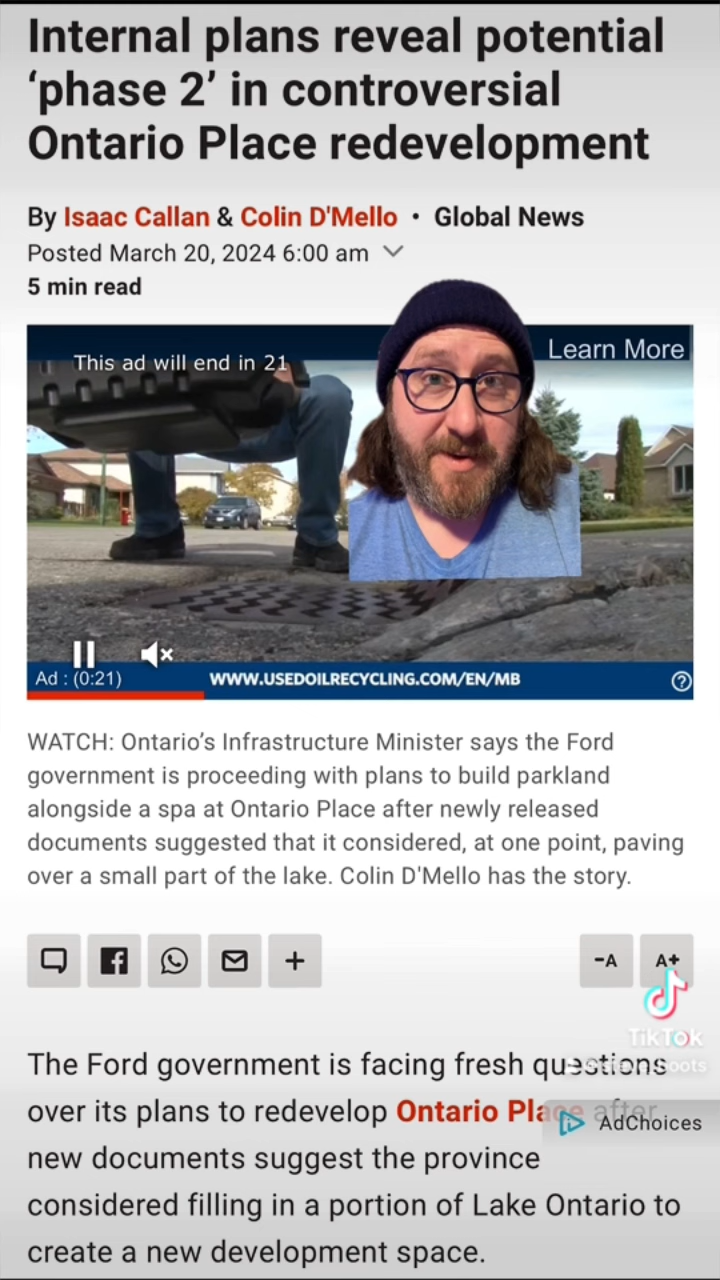 Internal plans reveal potential
‘phase 2’ in controversial
Ontario Place redevelopment
By Isaac Callan & Colin D'Mello • Global News
Posted March 20, 2024 6:00 am
5 min read
This ad will end in 21
Learn More
Ad : (0:21)
WWW.USEDOILRECYCLING.COM/EN/MB
WATCH: Ontario’s Infrastructure Minister says the Ford
government is proceeding with plans to build parkland
alongside a spa at Ontario Place after newly released
documents suggested that it considered, at one point, paving
over a small part of the lake. Colin D'Mello has the story.
-A
A+
TikTok
The Ford government is facing fresh questions
over its plans to redevelop Ontario Place after
AdChoices
new documents suggest the province
considered filling in a portion of Lake Ontario to
create a new development space.